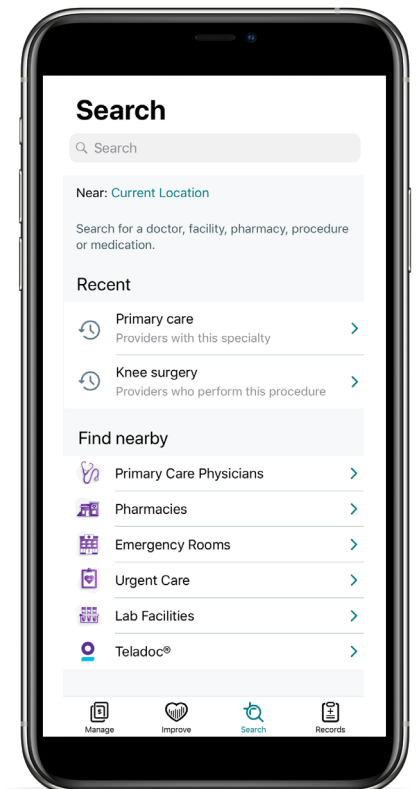 Search
Search
Near: Current Location
Search for a doctor, facility, pharmacy, procedure
or medication.
Recent
Primary care
Providers with this specialty
Knee surgery
Providers who perform this procedure
Find nearby
Primary Care Physicians
Pharmacies
Emergency Rooms
Urgent Care
Lab Facilities
Teladoc®
Manage
Improve
Search
Records